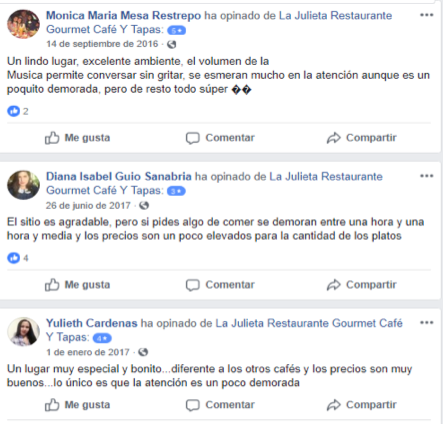 Monica Maria Mesa Restrepo ha opinado de La Julieta Restaurante
Gourmet Café Y Tapas: 5★
14 de septiembre de 2016 ·
Un lindo lugar, excelente ambiente, el volumen de la
Musica permite conversar sin gritar, se esmeran mucho en la atención aunque es un
poquito demorada, pero de resto todo súper ��
2
Me gusta Comentar Compartir
Diana Isabel Guio Sanabria ha opinado de La Julieta Restaurante
Gourmet Café Y Tapas: 3★
26 de junio de 2017 ·
El sitio es agradable, pero si pides algo de comer se demoran entre una hora y una
hora y media y los precios son un poco elevados para la cantidad de los platos
4
Me gusta Comentar Compartir
Yulieth Cardenas ha opinado de La Julieta Restaurante Gourmet Café
Y Tapas: 4★
1 de enero de 2017 ·
Un lugar muy especial y bonito...diferente a los otros cafés y los precios son muy
buenos...lo único es que la atención es un poco demorada
Me gusta Comentar Compartir